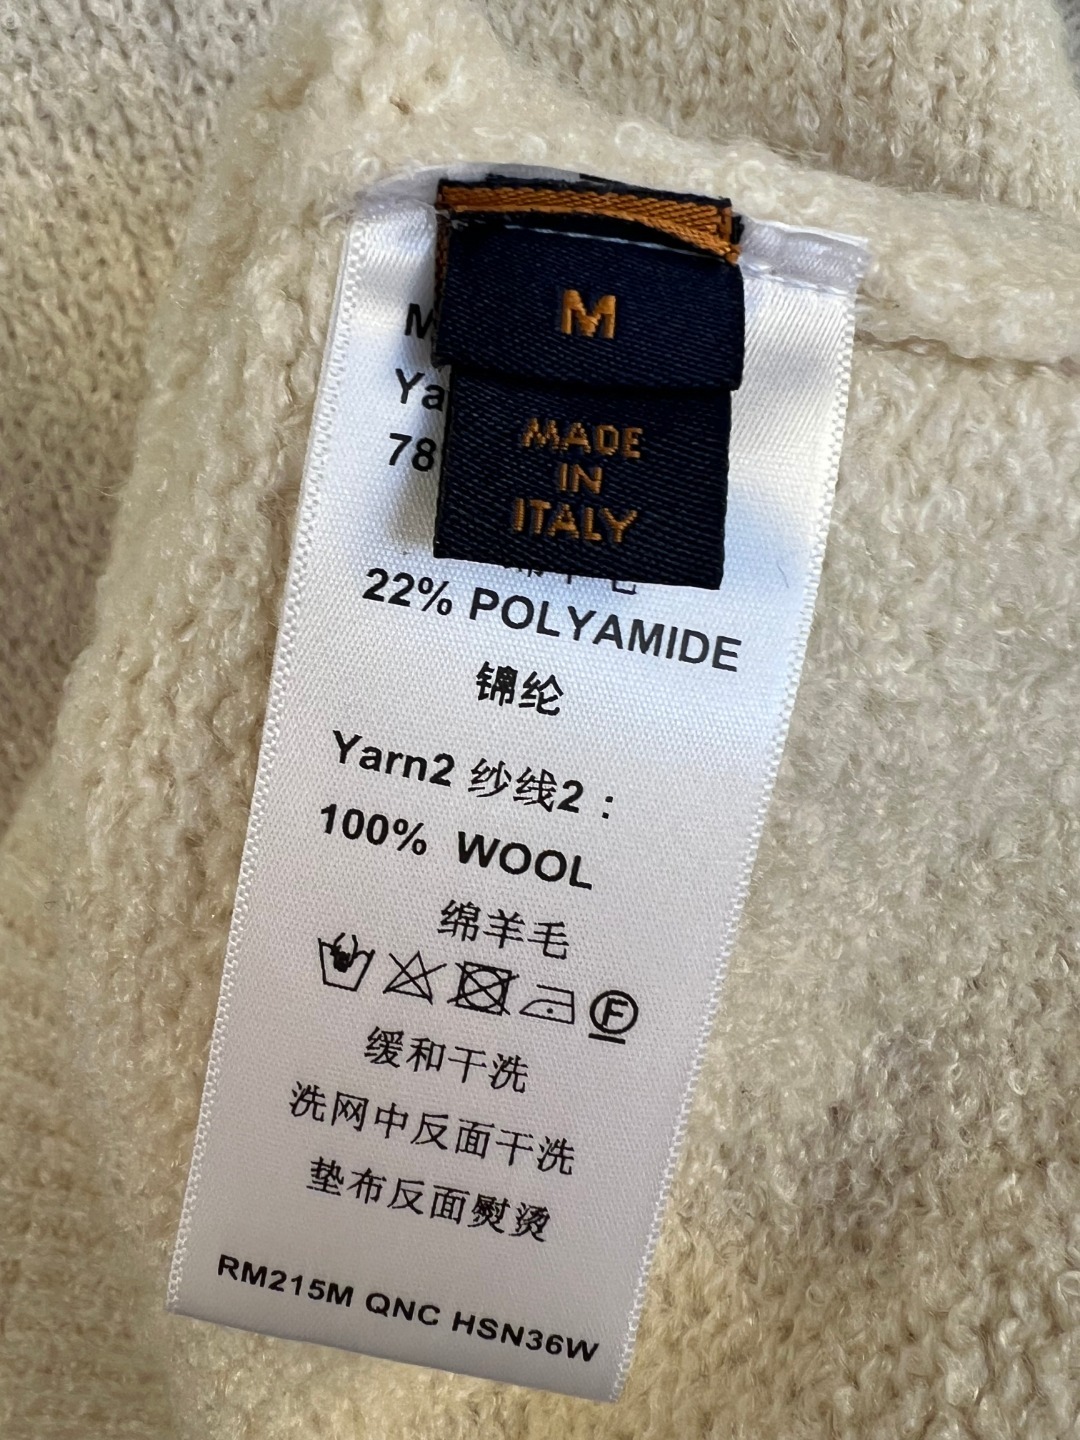 M
MADE
IN
ITALY
78
22% POLYAMIDE
锦纶
Yarn2 纱线2：
100% WOOL
绵羊毛
F
缓和干洗
洗网中反面干洗
垫布反面熨烫
RM215M QNC HSN36W